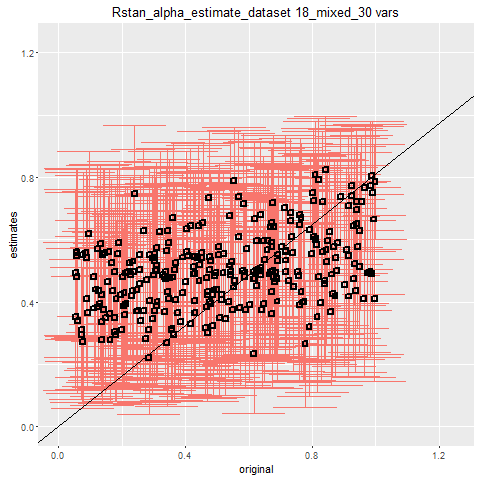 Rstan_alpha_estimate_dataset 18_mixed_30 vars
1.2
0.8
0.4
0.0
estimates
0.0 0.4 0.8 1.2
original